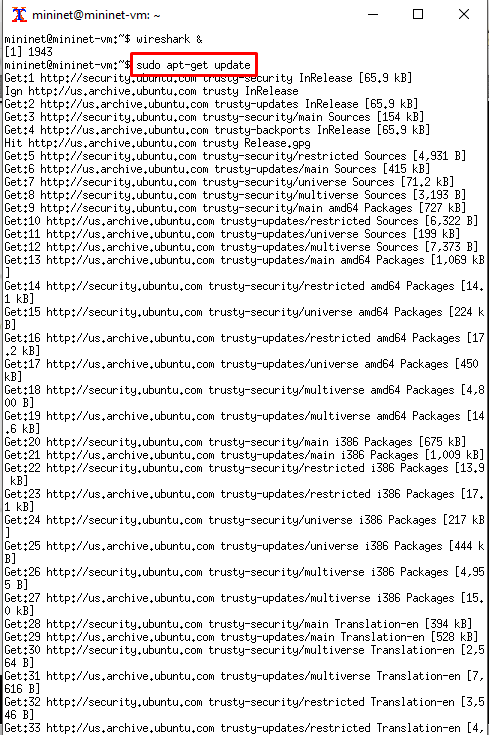 mininet@mininet-vm: ~
mininet@mininet-vm:~$ wireshark &
[1] 1943
mininet@mininet-vm:~$ sudo apt-get update
Get:1 http://security.ubuntu.com trusty-security InRelease [65.9 kB]
Ign http://us.archive.ubuntu.com trusty InRelease
Get:2 http://us.archive.ubuntu.com trusty-updates InRelease [65.9 kB]
Get:3 http://security.ubuntu.com trusty-security/main Sources [154 kB]
Get:4 http://us.archive.ubuntu.com trusty-backports InRelease [65.9 kB]
Hit http://us.archive.ubuntu.com trusty Release.gpg
Get:5 http://security.ubuntu.com trusty-security/restricted Sources [4,931 B]
Get:6 http://us.archive.ubuntu.com trusty-updates/main Sources [415 kB]
Get:7 http://security.ubuntu.com trusty-security/universe Sources [71.2 kB]
Get:8 http://security.ubuntu.com trusty-security/multiverse Sources [3,193 B]
Get:9 http://security.ubuntu.com trusty-security/main amd64 Packages [727 kB]
Get:10 http://us.archive.ubuntu.com trusty-updates/restricted Sources [6,322 B]
Get:11 http://us.archive.ubuntu.com trusty-updates/universe Sources [199 kB]
Get:12 http://us.archive.ubuntu.com trusty-updates/multiverse Sources [7,373 B]
Get:13 http://us.archive.ubuntu.com trusty-updates/main amd64 Packages [1,069 kB
]
Get:14 http://security.ubuntu.com trusty-security/restricted amd64 Packages [14.
1 kB]
Get:15 http://security.ubuntu.com trusty-security/universe amd64 Packages [224 k
B]
Get:16 http://us.archive.ubuntu.com trusty-updates/restricted amd64 Packages [17
.2 kB]
Get:17 http://us.archive.ubuntu.com trusty-updates/universe amd64 Packages [450
kB]
Get:18 http://security.ubuntu.com trusty-security/multiverse amd64 Packages [4,8
00 B]
Get:19 http://us.archive.ubuntu.com trusty-updates/multiverse amd64 Packages [14
.6 kB]
Get:20 http://security.ubuntu.com trusty-security/main i386 Packages [675 kB]
Get:21 http://us.archive.ubuntu.com trusty-updates/main i386 Packages [1,009 kB]
Get:22 http://security.ubuntu.com trusty-security/restricted i386 Packages [13.9
 kB]
Get:23 http://us.archive.ubuntu.com trusty-updates/restricted i386 Packages [17.
1 kB]
Get:24 http://security.ubuntu.com trusty-security/universe i386 Packages [217 kB
]
Get:25 http://us.archive.ubuntu.com trusty-updates/universe i386 Packages [444 k
B]
Get:26 http://security.ubuntu.com trusty-security/multiverse i386 Packages [4,95
5 B]
Get:27 http://us.archive.ubuntu.com trusty-updates/multiverse i386 Packages [15.
0 kB]
Get:28 http://security.ubuntu.com trusty-security/main Translation-en [394 kB]
Get:29 http://us.archive.ubuntu.com trusty-updates/main Translation-en [528 kB]
Get:30 http://security.ubuntu.com trusty-security/multiverse Translation-en [2,5
64 B]
Get:31 http://us.archive.ubuntu.com trusty-updates/multiverse Translation-en [7,
616 B]
Get:32 http://security.ubuntu.com trusty-security/restricted Translation-en [3,5
46 B]
Get:33 http://us.archive.ubuntu.com trusty-updates/restricted Translation-en [4,